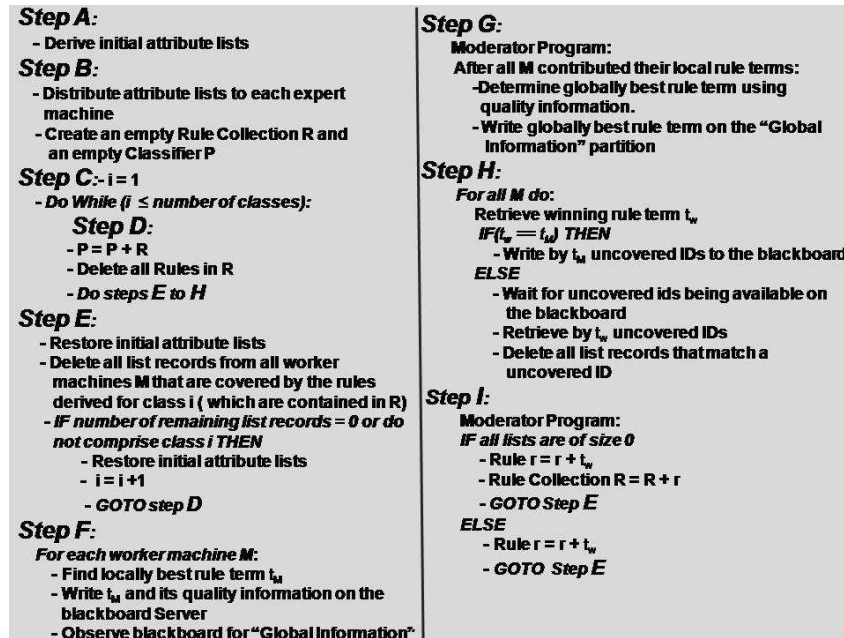 Step A:
- Derive initial attribute lists
Step B:
- Distribute attribute lists to each expert
machine
- Create an empty Rule Collection R and
an empty Classifier P
Step C:- i = 1
- Do While (i ≤ number of classes):
Step D:
- P = P + R
- Delete all Rules in R
- Do steps E to H
Step E:
- Restore initial attribute lists
- Delete all list records from all worker
machines M that are covered by the rules
derived for class i ( which are contained in R)
- IF number of remaining list records = 0 or do
not comprise class i THEN
- Restore initial attribute lists
- i = i +1
- GOTO step D
Step F:
For each worker machine M:
- Find locally best rule term tM
- Write tM and its quality information on the
blackboard Server
- Observe blackboard for "Global Information":
Step G:
Moderator Program:
After all M contributed their local rule terms:
-Determine globally best rule term using
quality information.
-Write globally best rule term on the "Global
Information" partition
Step H:
For all M do:
Retrieve winning rule term tw
IF(tw == tM) THEN
- Write by tM uncovered IDs to the blackboard
ELSE
- Wait for uncovered ids being available on
the blackboard
- Retrieve by tw uncovered IDs
- Delete all list records that match a
uncovered ID
Step I:
Moderator Program:
IF all lists are of size 0
- Rule r = r + tw
- Rule Collection R = R + r
- GOTO Step E
ELSE
- Rule r = r + tw
- GOTO Step E